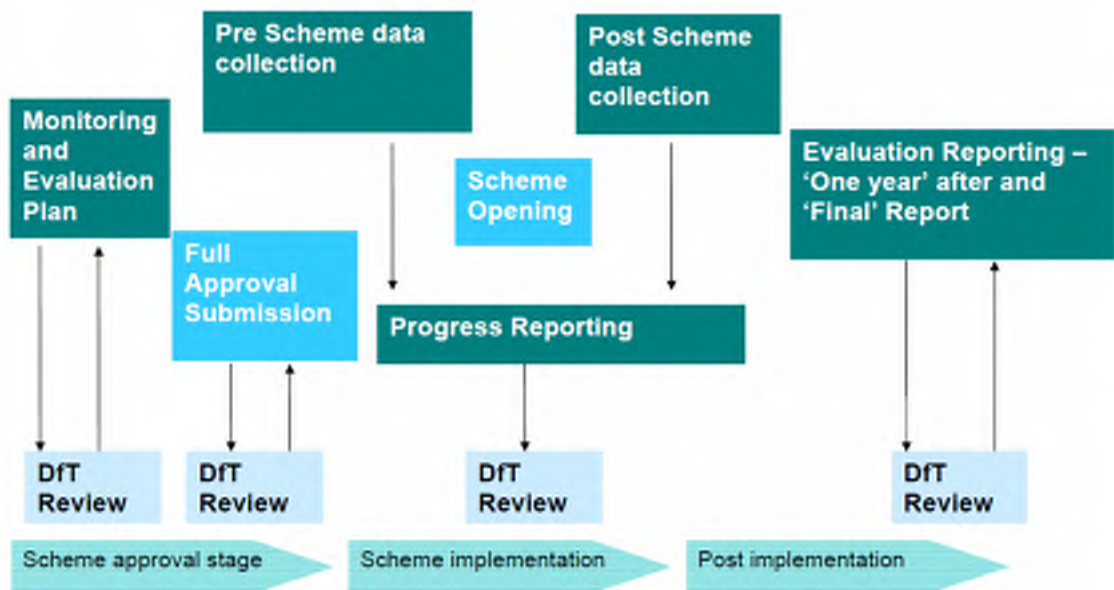 Pre Scheme data
collection
Post Scheme
data
collection
Monitoring
and
Evaluation
Plan
Scheme
Opening
Evaluation Reporting –
‘One year’ after and
‘Final’ Report
Full
Approval
Submission
Progress Reporting
DfT
Review
DfT
Review
DfT
Review
DfT
Review
Scheme approval stage
Scheme implementation
Post implementation